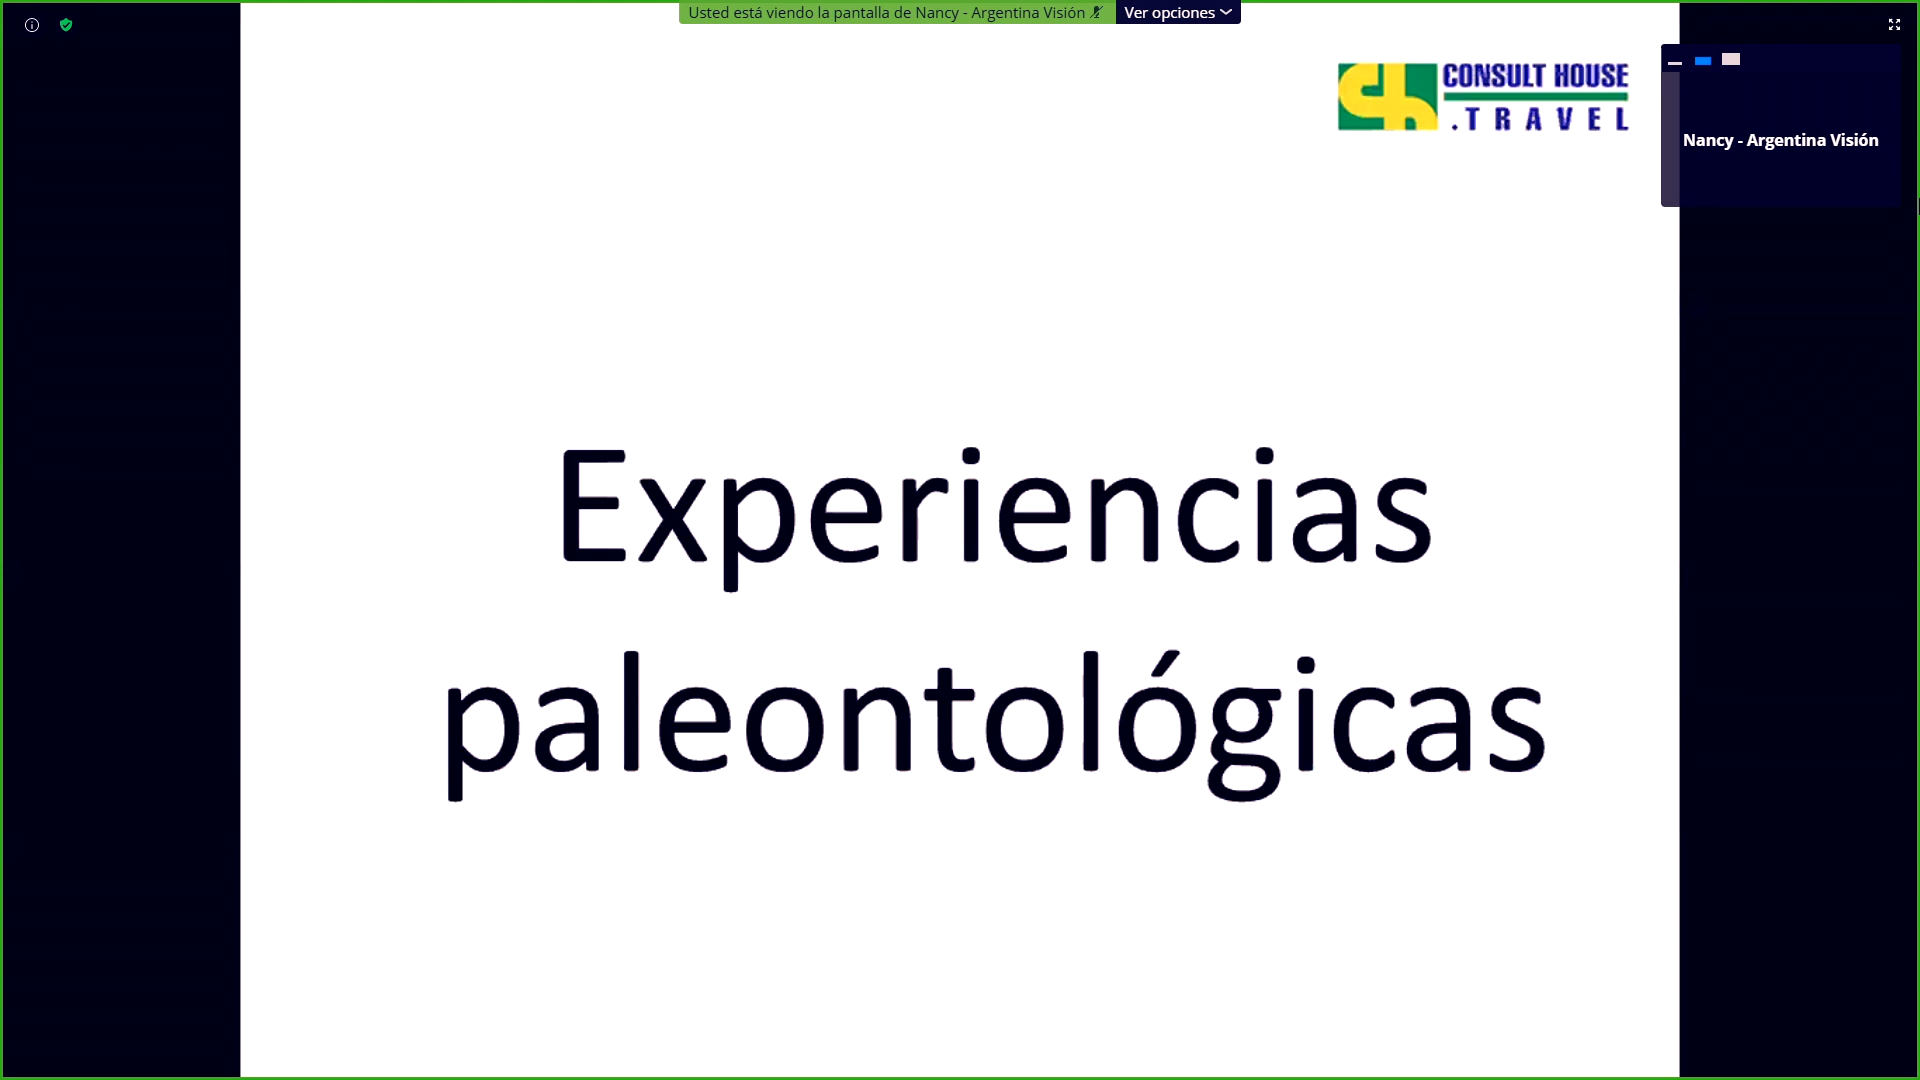 Usted está viendo la pantalla de Nancy - Argentina Visión
Ver opciones
CONSULT HOUSE
.TRAVEL
Nancy - Argentina Visión
Experiencias
paleontológicas